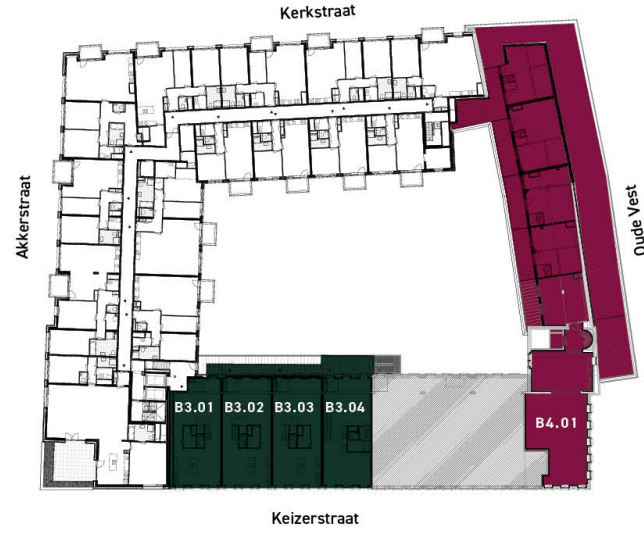 Kerkstraat
Akkerstraat
Oude Vest
B3.01 B3.02 B3.03 B3.04
B4.01
Keizerstraat